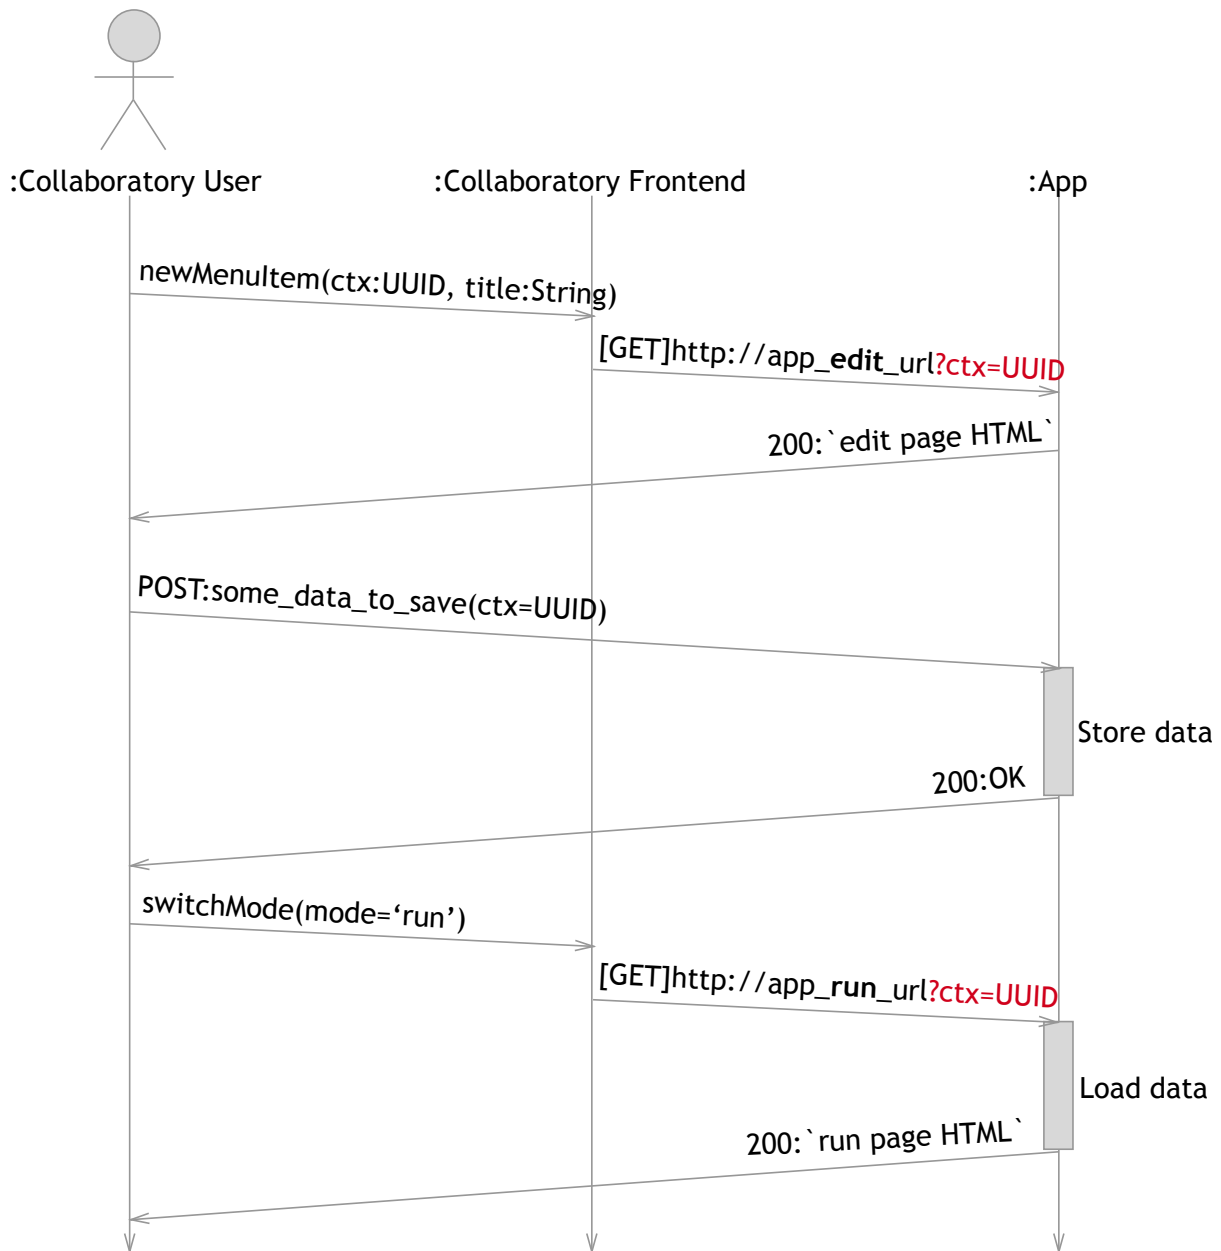 :Collaboratory User
:Collaboratory Frontend
:App
newMenuItem(ctx:UUID, title:String)
[GET]http://app_edit_url?ctx=UUID
200:`edit page HTML`
POST:some_data_to_save(ctx=UUID)
Store data
200:OK
switchMode(mode=‘run’)
[GET]http://app_run_url?ctx=UUID
Load data
200:`run page HTML`